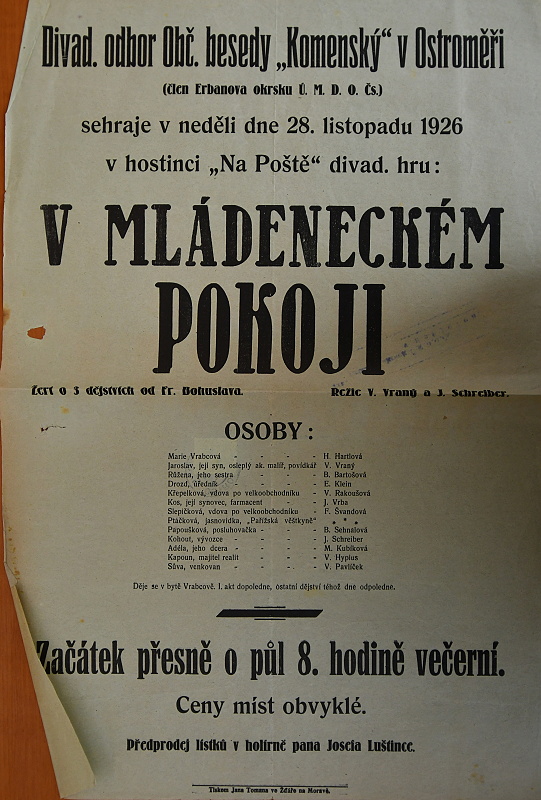 Divad. odbor Obč. besedy „Komenský“ v Ostroměři
(člen Erbanova okrsku Ú. M. D. O. Čs.)
sehraje v neděli dne 28. listopadu 1926
v hostinci „Na Poště“ divad. hru:
V MLÁDENECKÉM
POKOJI
Žert o 3 dějstvích od Fr. Bohuslava. Režie V. Vraný a J. Schreiber.
OSOBY:
Marie Vrabcová - - - - H. Hartlová
Jaroslav, její syn, osleplý ak. malíř, povídkář V. Vraný
Růžena, jeho sestra - - - - B. Bartošová
Drozd, úředník - - - - E. Klein
Křepelková, vdova po velkoobchodníku - V. Rakoušová
Kos, její synovec, farmacent - - J. Vrba
Slepičková, vdova po velkoobchodníku - F. Švandová
Ptáčková, jasnovidka, „Pařížská věštkyně“ * * *
Papoušková, posluhovačka - - - B. Sehnalová
Kohout, vývozce - - - - J. Schreiber
Adéla, jeho dcera - - - - M. Kubíková
Kapoun, majitel realit - - - V. Hypius
Sůva, venkovan - - - - V. Pavlíček
Děje se v bytě Vrabcově. I. akt dopoledne, ostatní dějství téhož dne odpoledne.
Začátek přesně o půl 8. hodině večerní.
Ceny míst obvyklé.
Předprodej lístků v holírně pana Josefa Luštince.
Tiskem Jana Tomana ve Žďáře na Moravě.